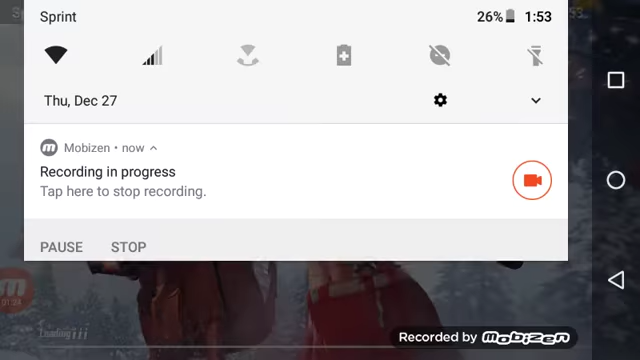 Sprint
26% 1:53
Thu, Dec 27
Mobizen • now
Recording in progress
Tap here to stop recording.
PAUSE STOP
Loading
Recorded by Mobizen